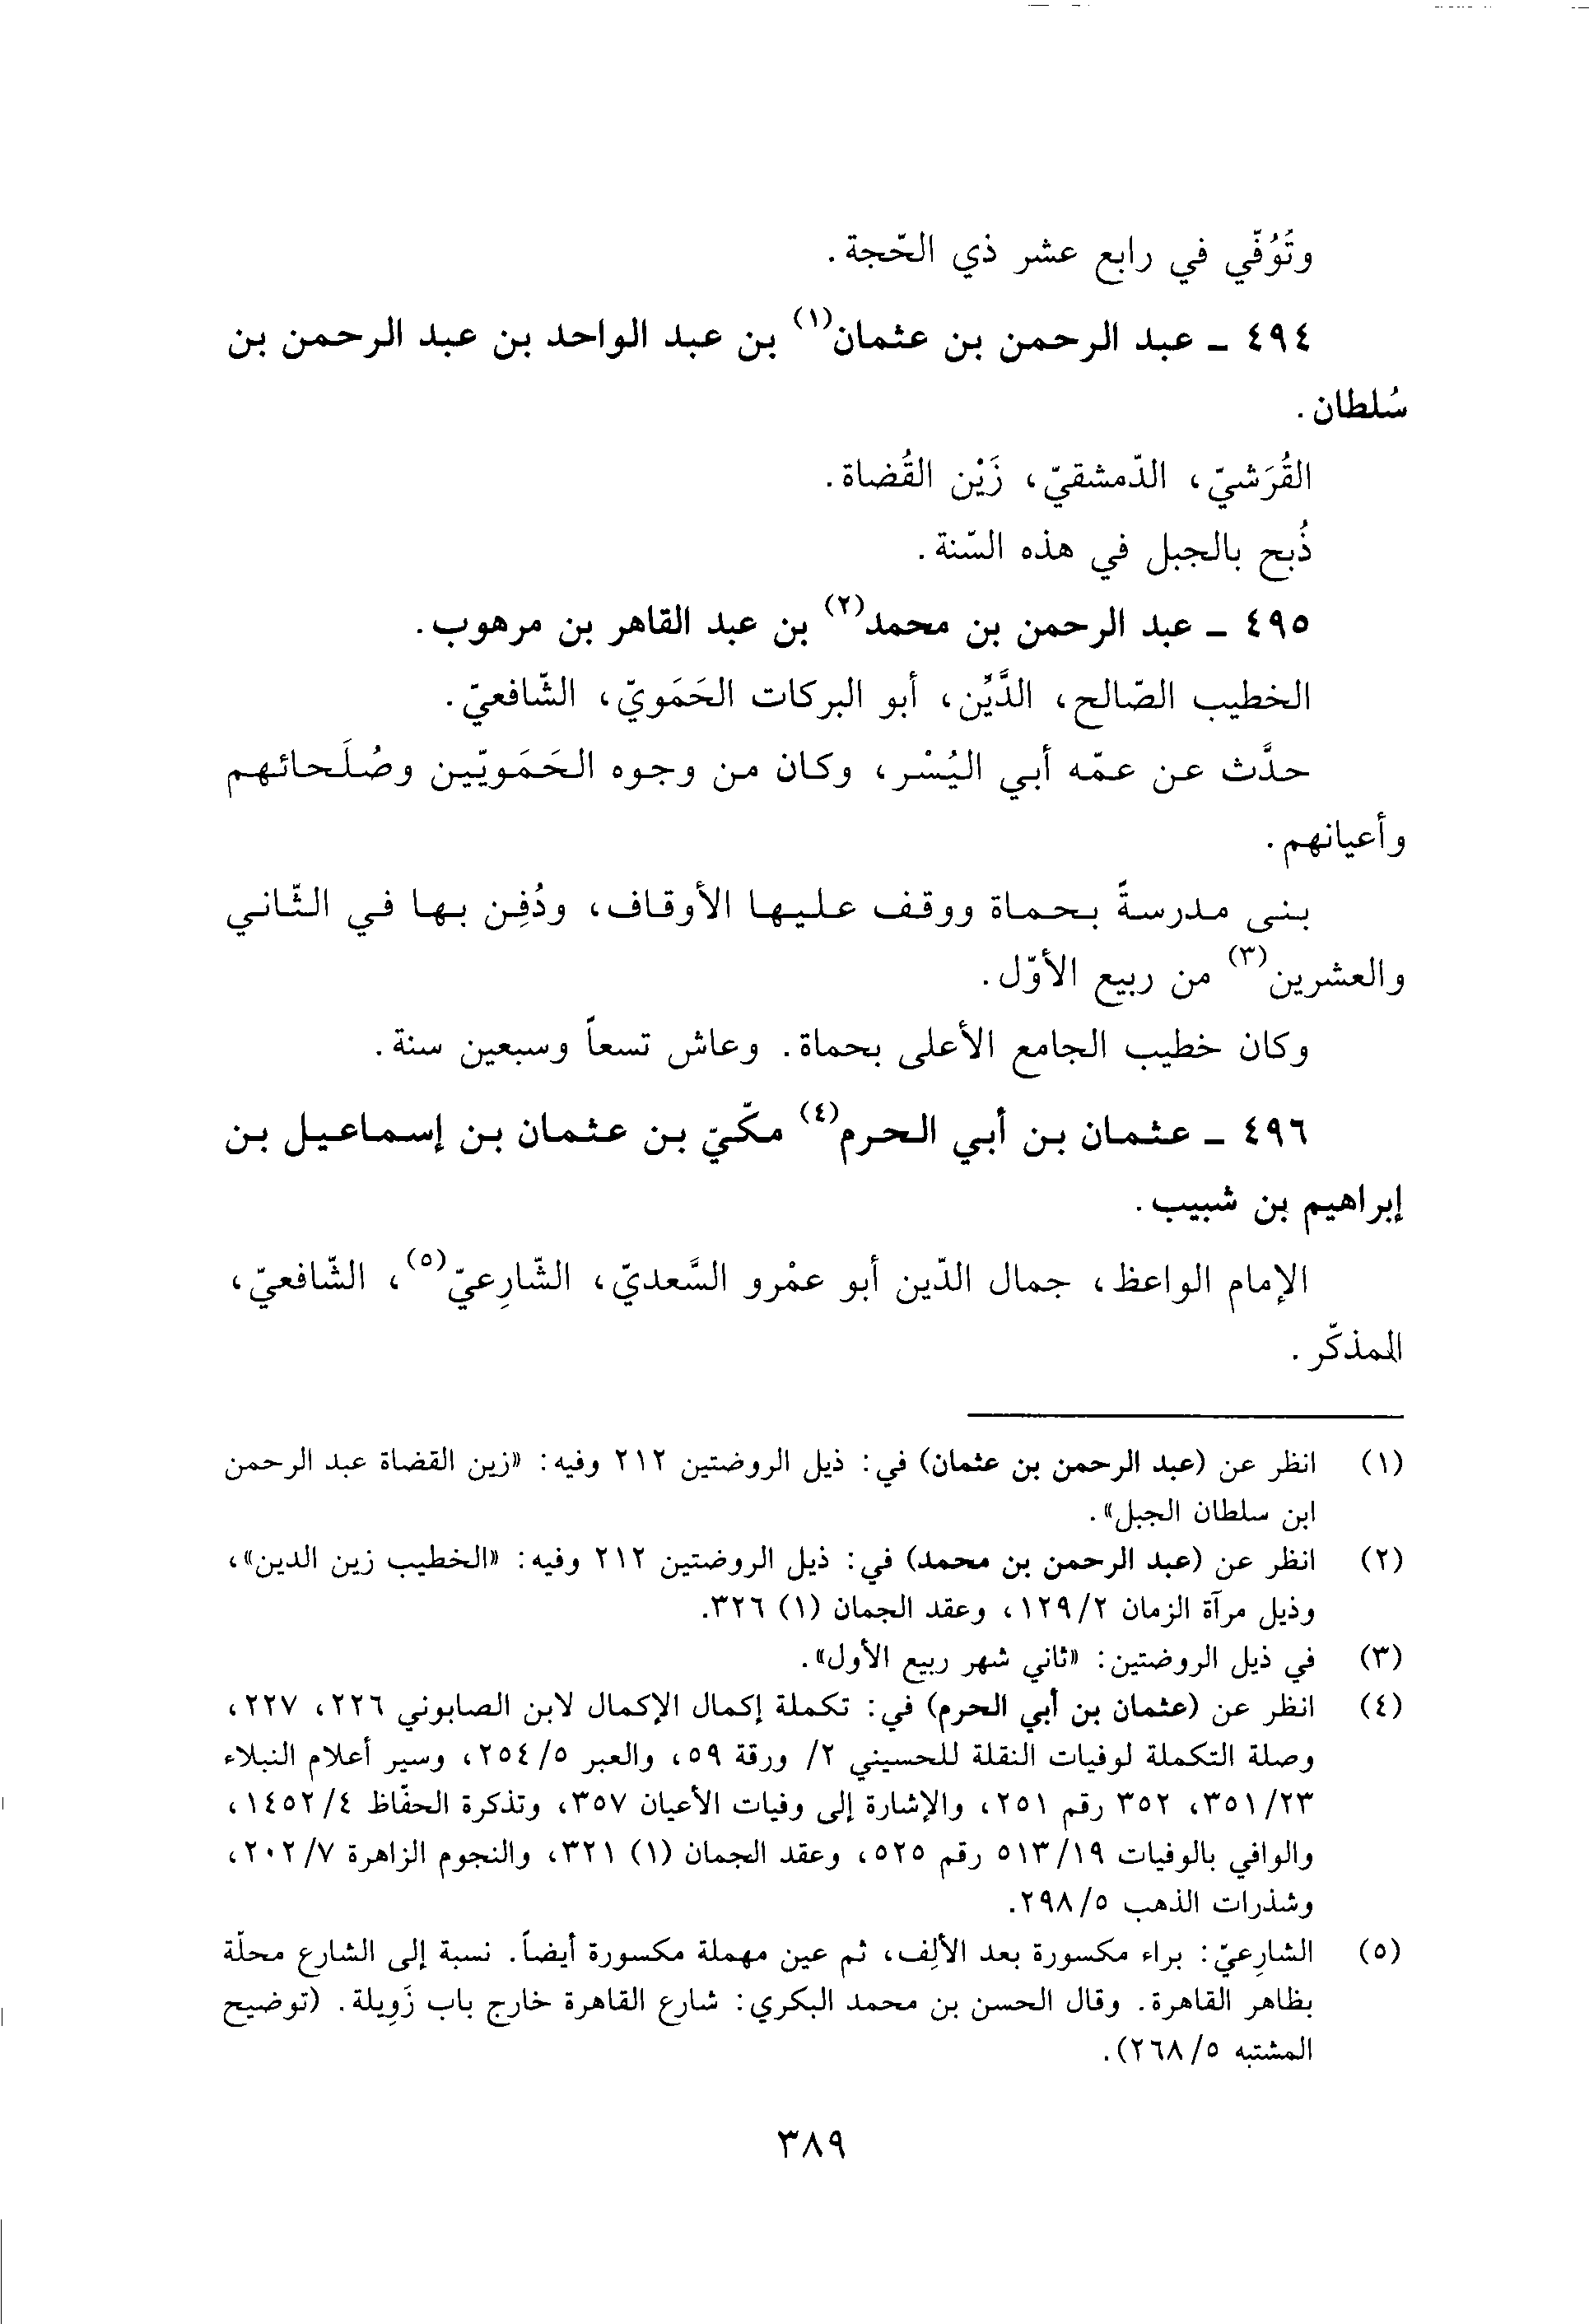 وتُوُفّي في رابع عشر ذي الحّجة.
٤٩٤ ـ عبد الرحمن بن عثمان(١) بن عبد الواحد بن عبد الرحمن بن
سُلطان.
القُرَشيّ، الدّمشقيّ، زَيْن القُضاة.
ذُبح بالجبل في هذه السّنة.
٤٩٥ ـ عبد الرحمن بن محمد(٢) بن عبد القاهر بن مرهوب.
الخطيب الصّالح، الدَّيِّن، أبو البركات الحَمَويّ، الشّافعيّ.
حدَّث عن عمّه أبي اليُسْر، وكان من وجوه الحَمَويّين وصُلَحائهم
وأعيانهم.
بنى مدرسةً بحماة ووقف عليها الأوقاف، ودُفِن بها في الثّاني
والعشرين(٣) من ربيع الأوّل.
وكان خطيب الجامع الأعلى بحماة. وعاش تسعاً وسبعين سنة.
٤٩٦ ـ عثمان بن أبي الحرم(٤) مكّيّ بن عثمان بن إسماعيل بن
إبراهيم بن شبيب.
الإمام الواعظ، جمال الدّين أبو عمْرو السَّعديّ، الشّارِعيّ(٥)، الشّافعيّ،
المذكّر.
(١) انظر عن (عبد الرحمن بن عثمان) في: ذيل الروضتين ٢١٢ وفيه: «زين القضاة عبد الرحمن
ابن سلطان الجبل».
(٢) انظر عن (عبد الرحمن بن محمد) في: ذيل الروضتين ٢١٢ وفيه: «الخطيب زين الدين»،
وذيل مرآة الزمان ١٢٩/٢، وعقد الجمان (١) ٣٢٦.
(٣) في ذيل الروضتين: «ثاني شهر ربيع الأول».
(٤) انظر عن (عثمان بن أبي الحرم) في: تكملة إكمال الإكمال لابن الصابوني ٢٢٦، ٢٢٧،
وصلة التكملة لوفيات النقلة للحسيني ٢/ ورقة ٥٩، والعبر ٢٥٤/٥، وسير أعلام النبلاء
٣٥١/٢٣، ٣٥٢ رقم ٢٥١، والإشارة إلى وفيات الأعيان ٣٥٧، وتذكرة الحفّاظ ١٤٥٢/٤،
والوافي بالوفيات ٥١٣/١٩ رقم ٥٢٥، وعقد الجمان (١) ٣٢١، والنجوم الزاهرة ٢٠٢/٧،
وشذرات الذهب ٢٩٨/٥.
(٥) الشارِعيّ: براء مكسورة بعد الألِف، ثم عين مهملة مكسورة أيضاً. نسبة إلى الشارع محلّة
بظاهر القاهرة. وقال الحسن بن محمد البكري: شارع القاهرة خارج باب زَوِيلة. (توضيح
المشتبه ٢٦٨/٥).
٣٨٩